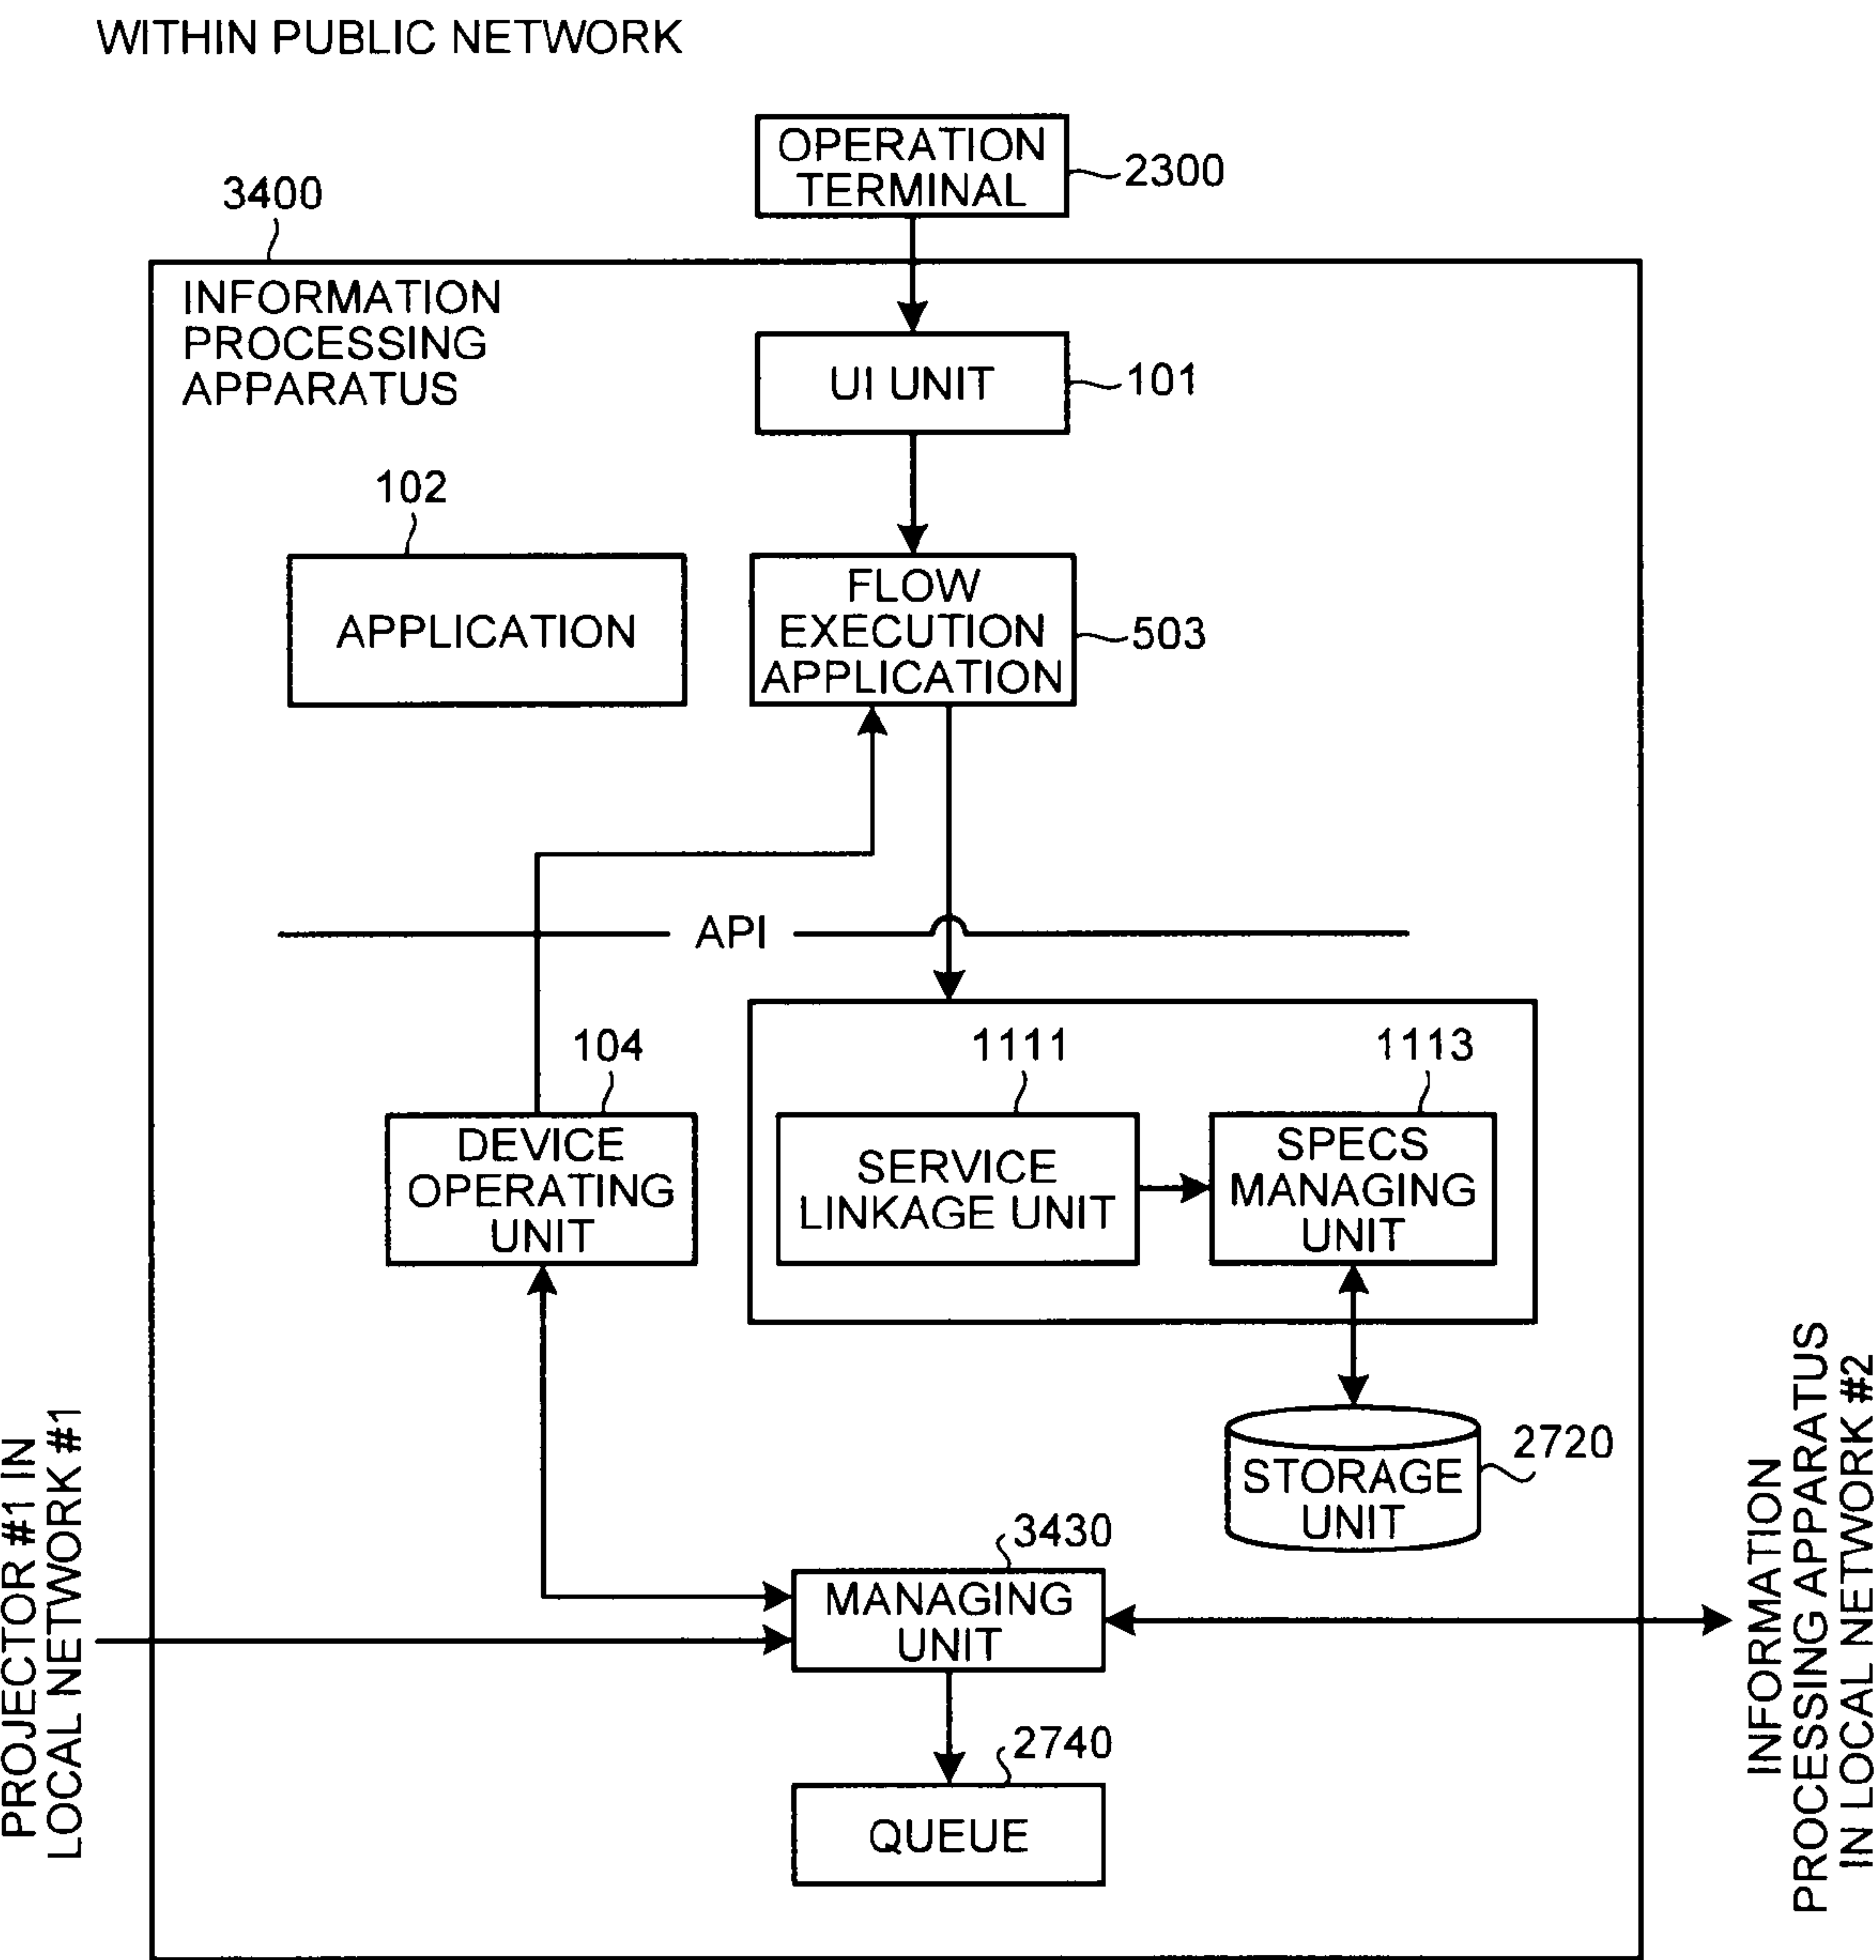 WITHIN PUBLIC NETWORK
OPERATION
TERMINAL
2300
3400
INFORMATION
PROCESSING
APPARATUS
UI UNIT
101
102
APPLICATION
FLOW
EXECUTION
APPLICATION
503
API
104
DEVICE
OPERATING
UNIT
1111
SERVICE
LINKAGE UNIT
1113
SPECS
MANAGING
UNIT
STORAGE
UNIT
2720
PROJECTOR #1 IN
LOCAL NETWORK #1
3430
MANAGING
UNIT
INFORMATION
PROCESSING APPARATUS
IN LOCAL NETWORK #2
2740
QUEUE